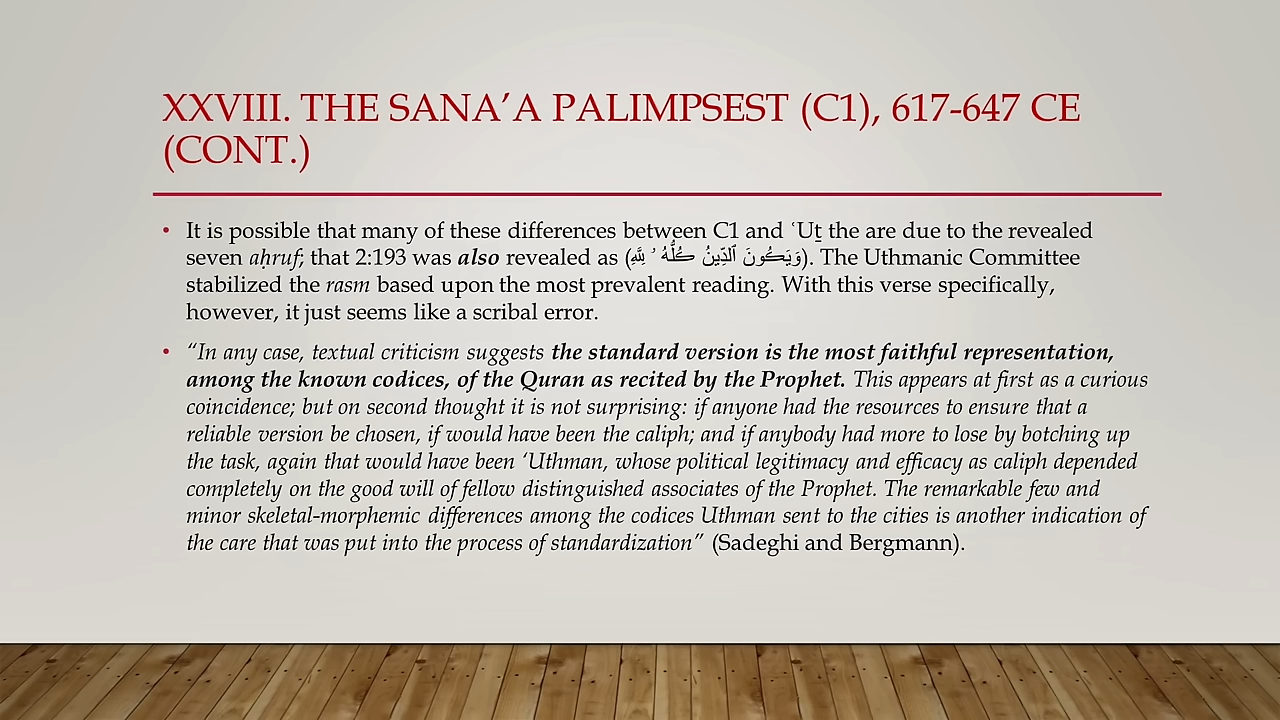 XXVIII. THE SANA’A PALIMPSEST (C1), 617-647 CE
(CONT.)
• It is possible that many of these differences between C1 and ʿUṯ the are due to the revealed
seven aḥruf; that 2:193 was also revealed as (وَيَكُونَ ٱلدِّينُ كُلُّهُ ۥ لِلَّهِ). The Uthmanic Committee
stabilized the rasm based upon the most prevalent reading. With this verse specifically,
however, it just seems like a scribal error.
• “In any case, textual criticism suggests the standard version is the most faithful representation,
among the known codices, of the Quran as recited by the Prophet. This appears at first as a curious
coincidence; but on second thought it is not surprising: if anyone had the resources to ensure that a
reliable version be chosen, if would have been the caliph; and if anybody had more to lose by botching up
the task, again that would have been ‘Uthman, whose political legitimacy and efficacy as caliph depended
completely on the good will of fellow distinguished associates of the Prophet. The remarkable few and
minor skeletal-morphemic differences among the codices Uthman sent to the cities is another indication of
the care that was put into the process of standardization” (Sadeghi and Bergmann).